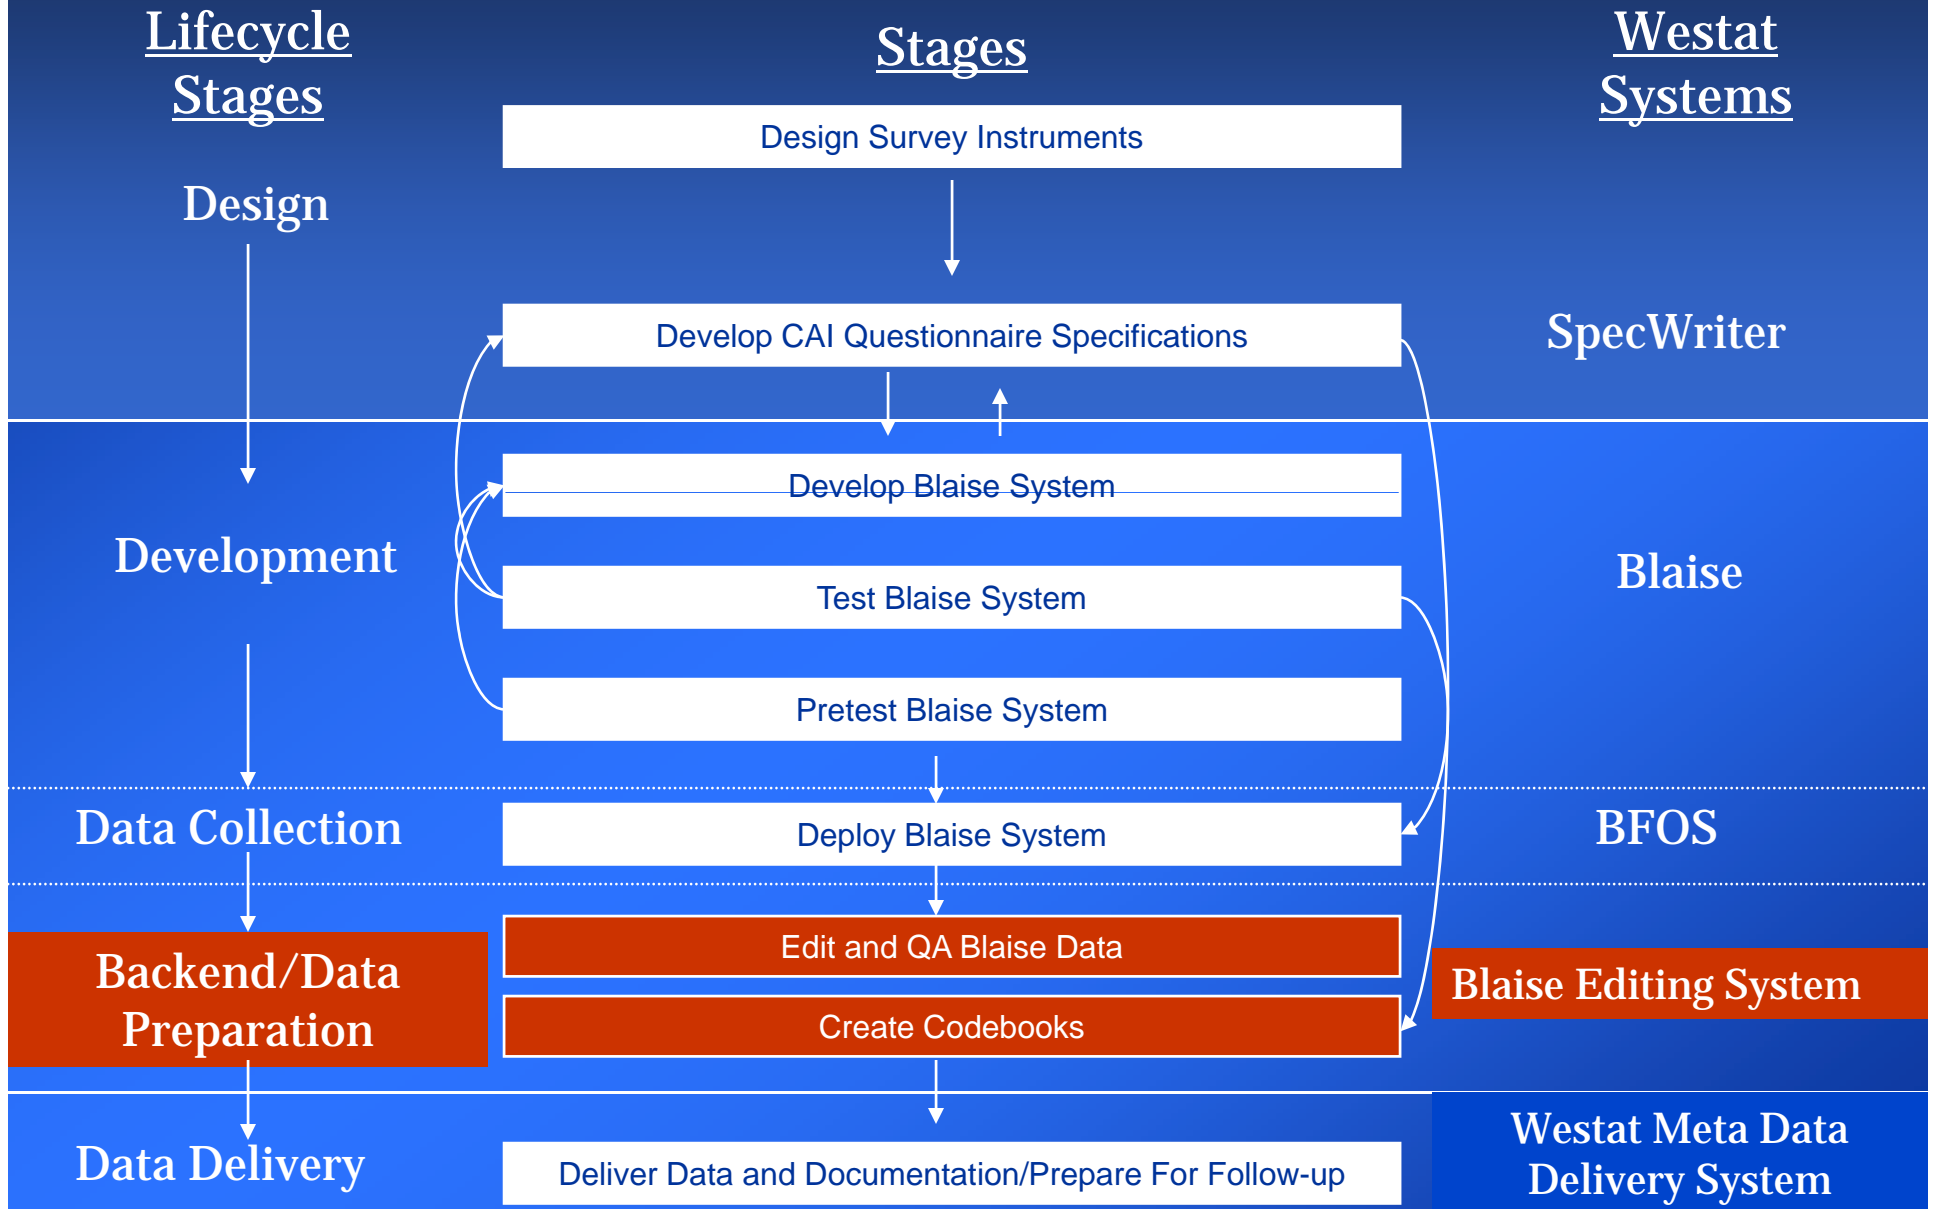 Lifecycle
Stages
Stages
Westat
Systems
Design Survey Instruments
Design
Develop CAI Questionnaire Specifications
SpecWriter
Develop Blaise System
Development
Test Blaise System
Blaise
Pretest Blaise System
Data Collection
Deploy Blaise System
BFOS
Backend/Data
Preparation
Edit and QA Blaise Data
Create Codebooks
Blaise Editing System
Data Delivery
Deliver Data and Documentation/Prepare For Follow-up
Westat Meta Data
Delivery System